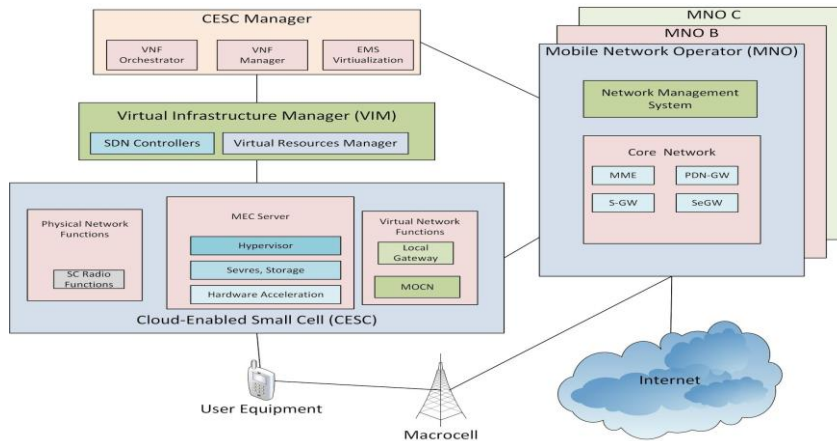 CESC Manager
VNF
Orchestrator
VNF
Manager
EMS
Virtiualization
MNO C
MNO B
Mobile Network Operator (MNO)
Network Management
System
Core Network
MME
PDN-GW
S-GW
SeGW
Virtual Infrastructure Manager (VIM)
SDN Controllers
Virtual Resources Manager
Physical Network
Functions
SC Radio
Functions
MEC Server
Hypervisor
Sevres, Storage
Hardware Acceleration
Virtual Network
Functions
Local
Gateway
MOCN
Cloud-Enabled Small Cell (CESC)
User Equipment
Macrocell
Internet